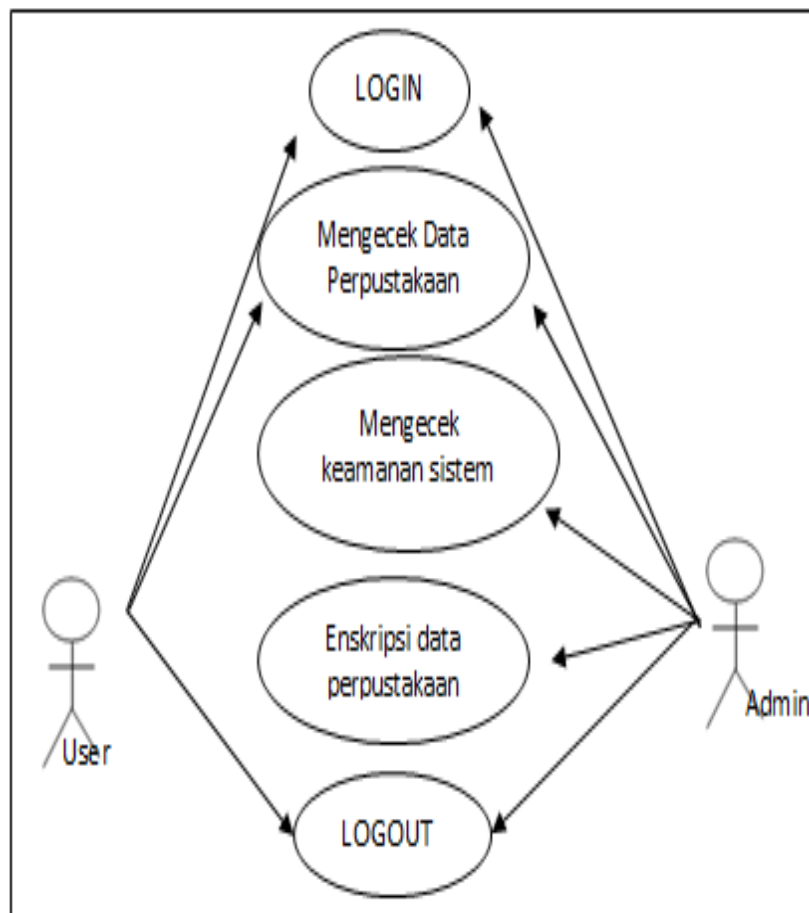 LOGIN
Mengecek Data
Perpustakaan
Mengecek
keamanan sistem
Enskripsi data
perpustakaan
User
Admin
LOGOUT